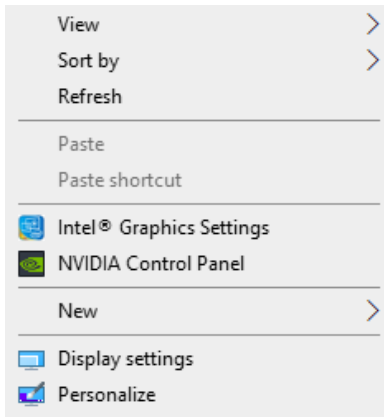 View
Sort by
Refresh
Paste
Paste shortcut
Intel® Graphics Settings
NVIDIA Control Panel
New
Display settings
Personalize